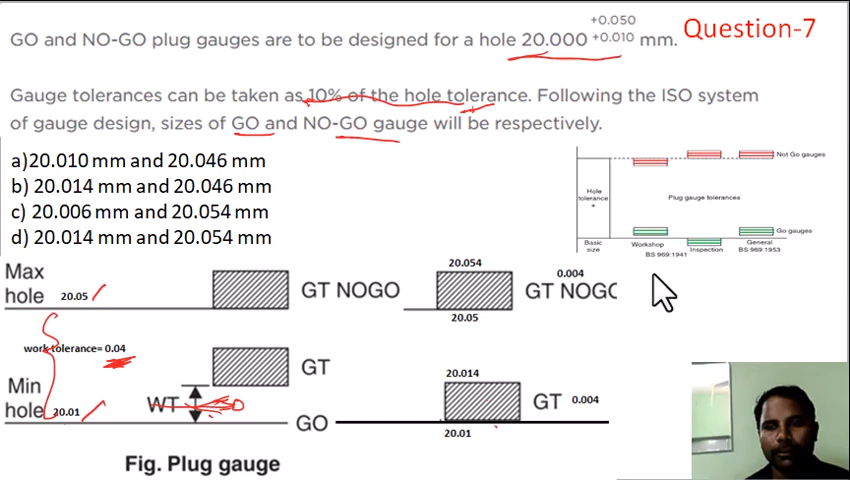 +0.050
GO and NO-GO plug gauges are to be designed for a hole 20.000 +0.010 mm.
Question-7
Gauge tolerances can be taken as 10% of the hole tolerance. Following the ISO system
of gauge design, sizes of GO and NO-GO gauge will be respectively.
a)20.010 mm and 20.046 mm
b) 20.014 mm and 20.046 mm
c) 20.006 mm and 20.054 mm
d) 20.014 mm and 20.054 mm
Not Go gauges
Hole
tolerance
+
Plug gauge tolerances
Go gauges
Basic
size
Workshop
Inspection
General
BS 969:1941
BS 969:1953
Max
hole
20.05
GT NOGO
20.054
20.05
0.004
GT NOGO
work tolerance= 0.04
GT
Min
hole
20.01
WT
0
GO
20.014
20.01
GT
0.004
Fig. Plug gauge